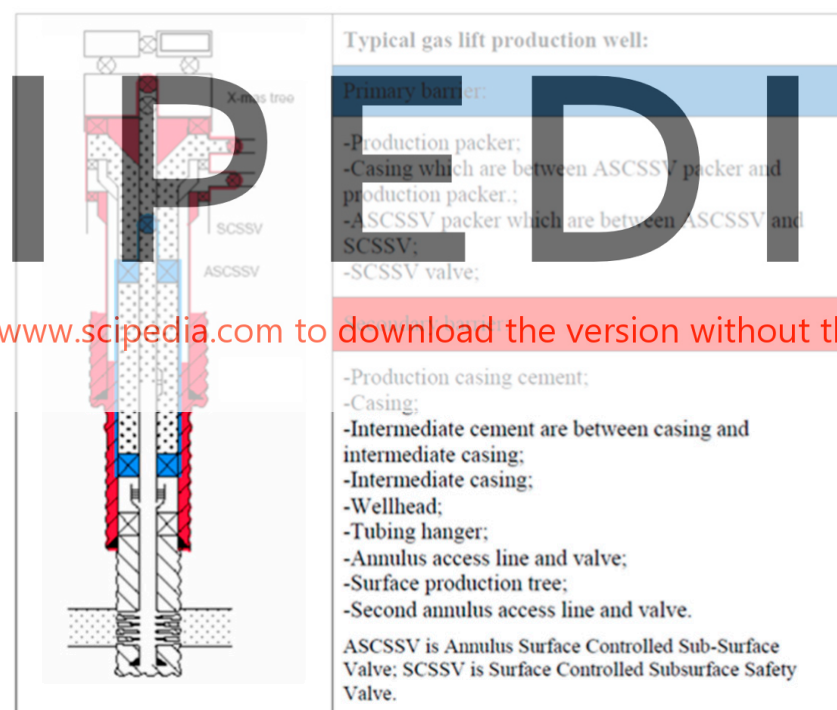 Typical gas lift production well:
Primary barrier:
X-mas tree
-Production packer;
-Casing which are between ASCSSV packer and
production packer.;
-ASCSSV packer which are between ASCSSV and
SCSSV;
-SCSSV valve;
SCSSV
ASCSSV
IPEDI
www.scipedia.com to download the version without th
-Production casing cement;
-Casing;
-Intermediate cement are between casing and
intermediate casing;
-Intermediate casing;
-Wellhead;
-Tubing hanger;
-Annulus access line and valve;
-Surface production tree;
-Second annulus access line and valve.
ASCSSV is Annulus Surface Controlled Sub-Surface
Valve; SCSSV is Surface Controlled Subsurface Safety
Valve.